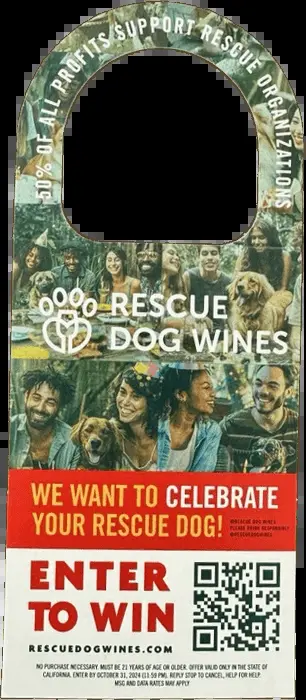 50% OF ALL PROFITS SUPPORT RESCUE ORGANIZATIONS
RESCUE
DOG WINES
WE WANT TO CELEBRATE
YOUR RESCUE DOG!
PLEASE DRINK RESPONSIBLY
ENTER
TO WIN
RESCUEDOGWINES.COM
NO PURCHASE NECESSARY. MUST BE 21 YEARS OF AGE OR OLDER. OFFER VALID ONLY IN THE STATE OF
CALIFORNIA. ENTER BY OCTOBER 31, 2024 (11:59 PM). REPLY STOP TO CANCEL, HELP FOR HELP.
MSG AND DATA RATES MAY APPLY